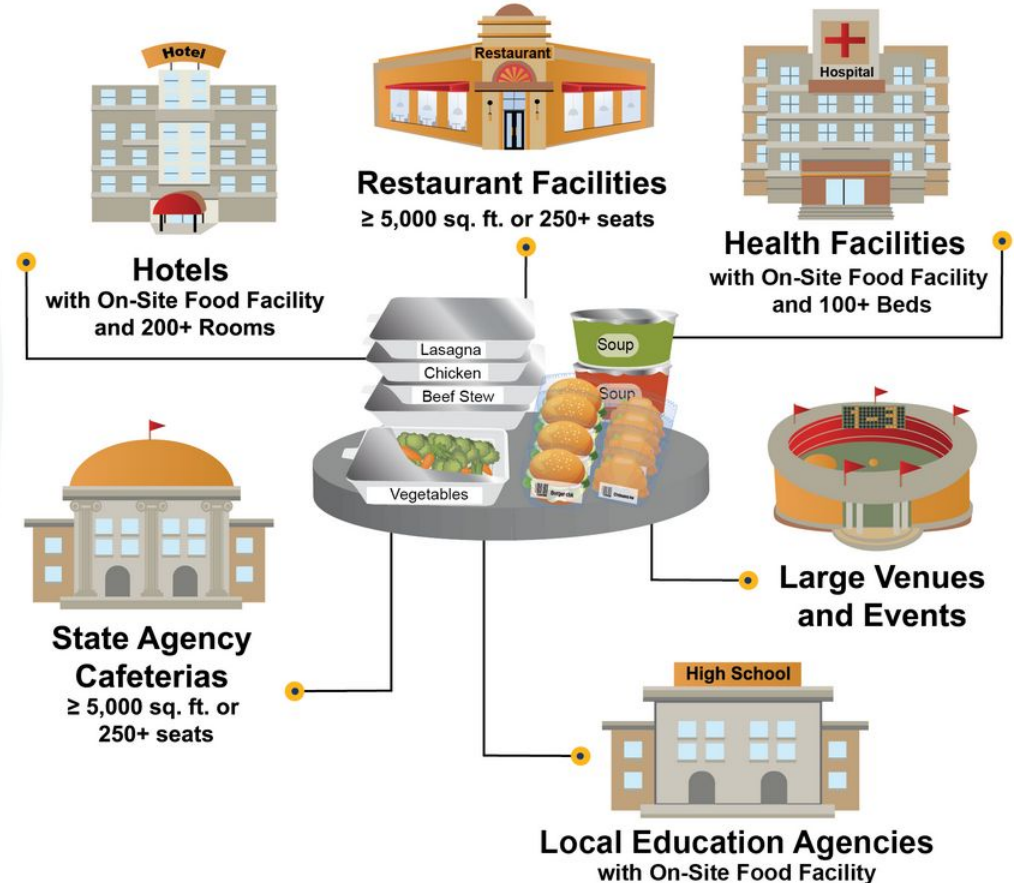 Hotel
Restaurant
Hospital
Restaurant Facilities
≥ 5,000 sq. ft. or 250+ seats
Hotels
with On-Site Food Facility
and 200+ Rooms
Health Facilities
with On-Site Food Facility
and 100+ Beds
Lasagna
Chicken
Beef Stew
Vegetables
Soup
Soup
State Agency
Cafeterias
≥ 5,000 sq. ft. or
250+ seats
Large Venues
and Events
High School
Local Education Agencies
with On-Site Food Facility